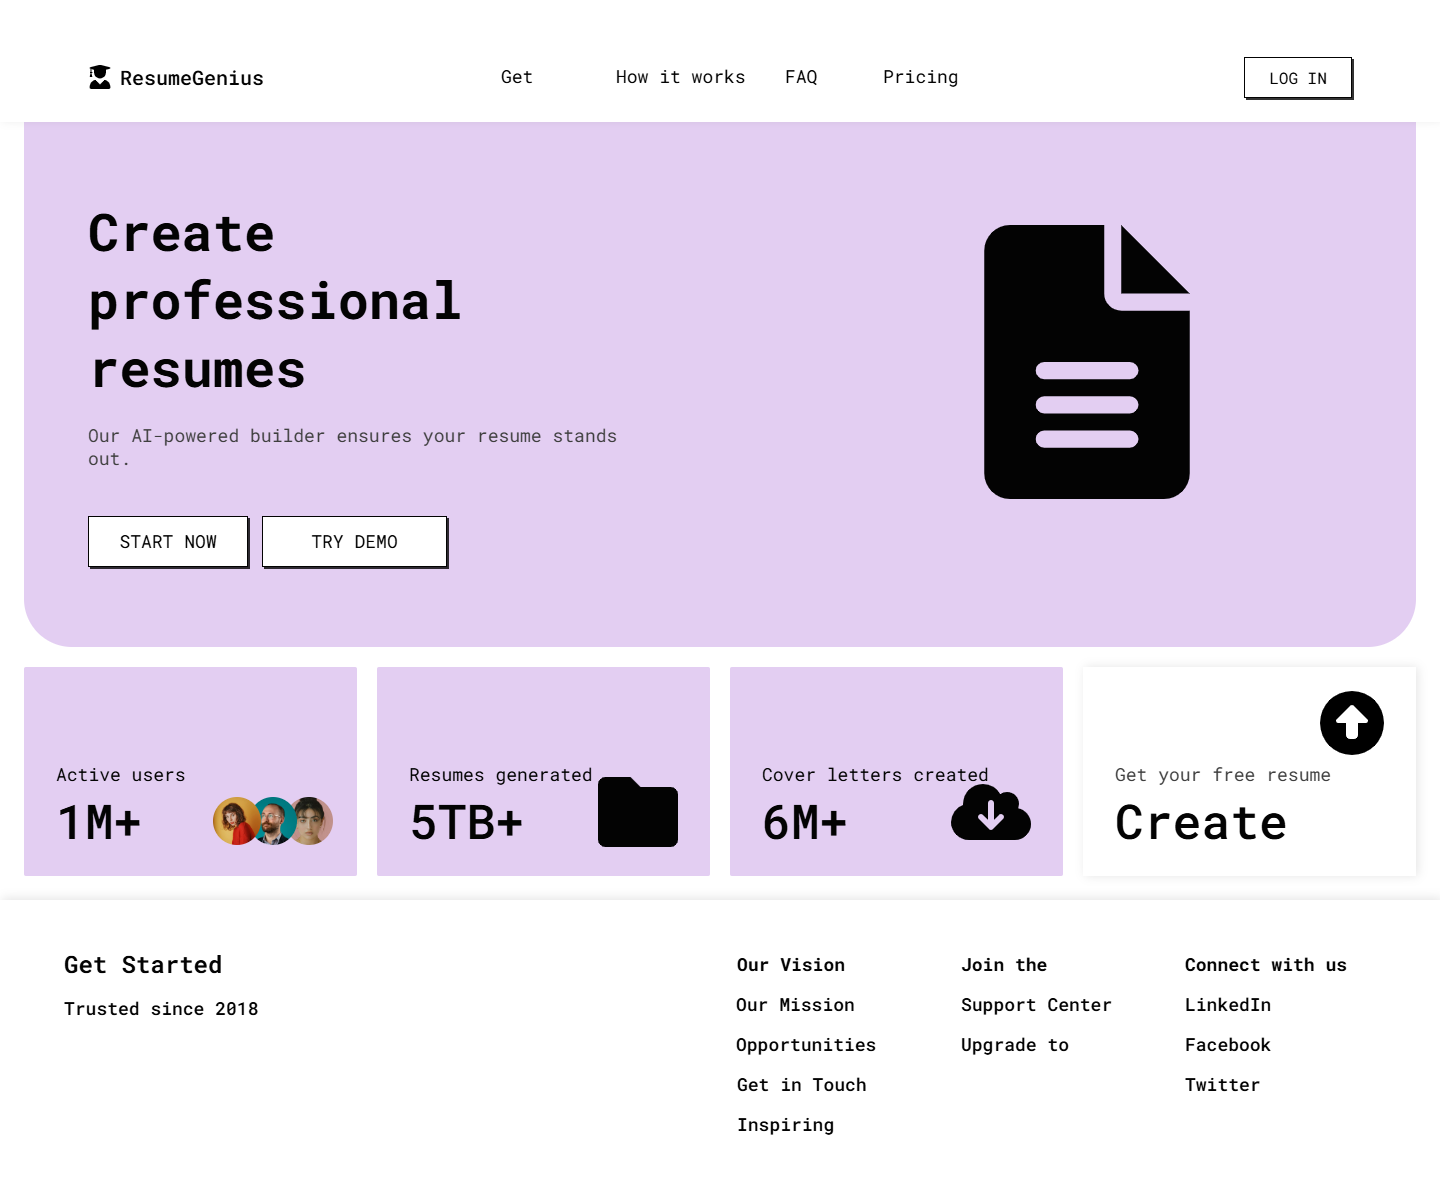 ResumeGenius
Get
How it works
FAQ
Pricing
LOG IN
Create
professional
resumes
Our AI-powered builder ensures your resume stands
out.
START NOW
TRY DEMO
Active users
1M+
Resumes generated
5TB+
Cover letters created
6M+
Get your free resume
Create
Get Started
Trusted since 2018
Our Vision
Our Mission
Opportunities
Get in Touch
Inspiring
Join the
Support Center
Upgrade to
Connect with us
LinkedIn
Facebook
Twitter